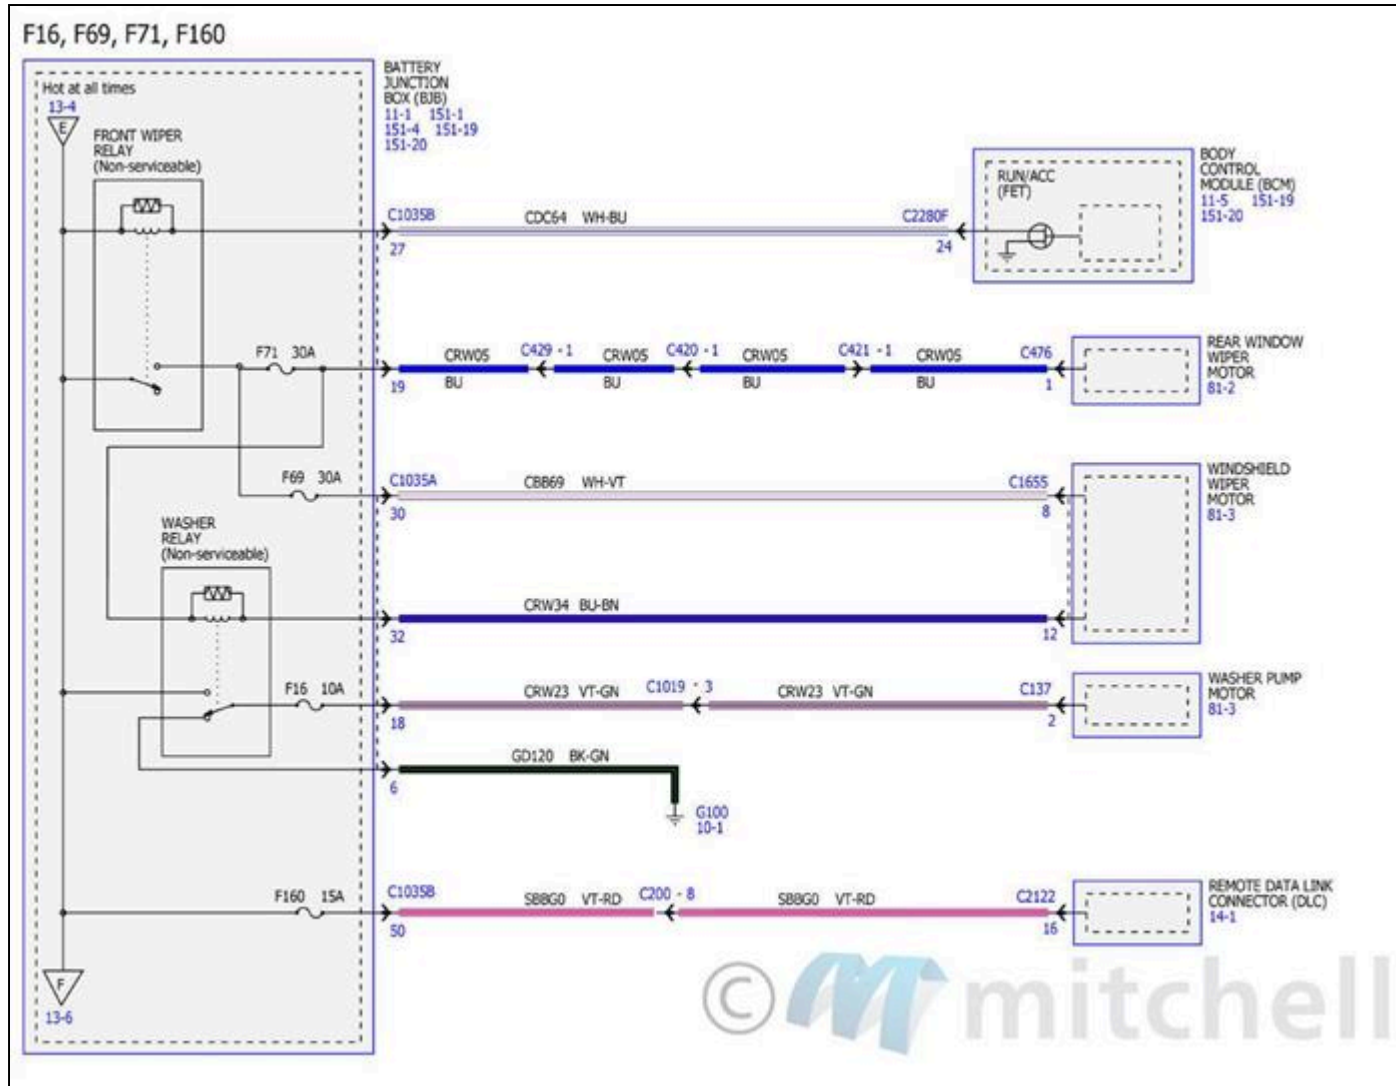 F16, F69, F71, F160
BATTERY
JUNCTION
BOX (BJB)
11-1 151-1
151-4 151-19
151-20
Hot at all times
13-4
E
FRONT WIPER
RELAY
(Non-serviceable)
C1035B
27
CDC64 WH-BU
C2280F
24
RUN/ACC
(FET)
BODY
CONTROL
MODULE (BCM)
11-5 151-19
151-20
F71 30A
19
CRW05
BU
C429 - 1
CRW05
BU
C420 - 1
CRW05
BU
C421 - 1
CRW05
BU
C476
1
REAR WINDOW
WIPER
MOTOR
81-2
F69 30A
C1035A
30
CBB69 WH-VT
C1655
8
WINDSHIELD
WIPER
MOTOR
81-3
WASHER
RELAY
(Non-serviceable)
32
CRW34 BU-BN
12
F16 10A
18
CRW23 VT-GN
C1019 - 3
CRW23 VT-GN
C137
2
WASHER PUMP
MOTOR
81-3
6
GD120 BK-GN
G100
10-1
F160 15A
C1035B
50
SBBG0 VT-RD
C200 - 8
SBBG0 VT-RD
C2122
16
REMOTE DATA LINK
CONNECTOR (DLC)
14-1
F
13-6
© mitchell